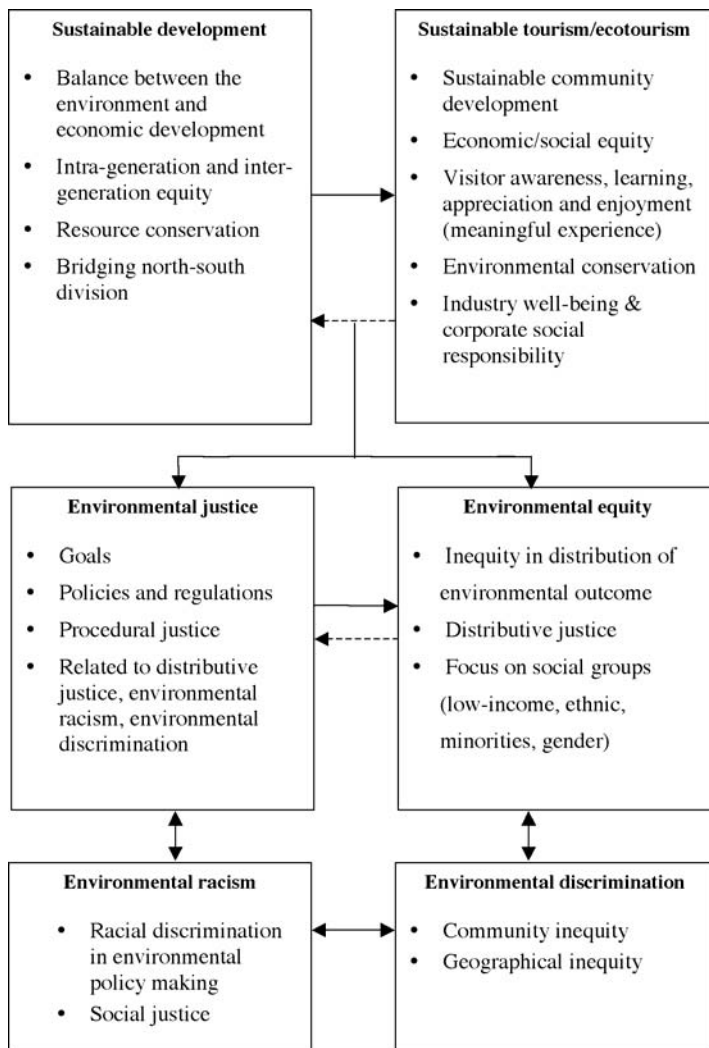 Sustainable development
• Balance between the
environment and
economic development
• Intra-generation and inter-
generation equity
• Resource conservation
• Bridging north-south
division
Sustainable tourism/ecotourism
• Sustainable community
development
• Economic/social equity
• Visitor awareness, learning,
appreciation and enjoyment
(meaningful experience)
• Environmental conservation
• Industry well-being &
corporate social
responsibility
Environmental justice
• Goals
• Policies and regulations
• Procedural justice
• Related to distributive
justice, environmental
racism, environmental
discrimination
Environmental equity
• Inequity in distribution of
environmental outcome
• Distributive justice
• Focus on social groups
(low-income, ethnic,
minorities, gender)
Environmental racism
• Racial discrimination
in environmental
policy making
• Social justice
Environmental discrimination
• Community inequity
• Geographical inequity